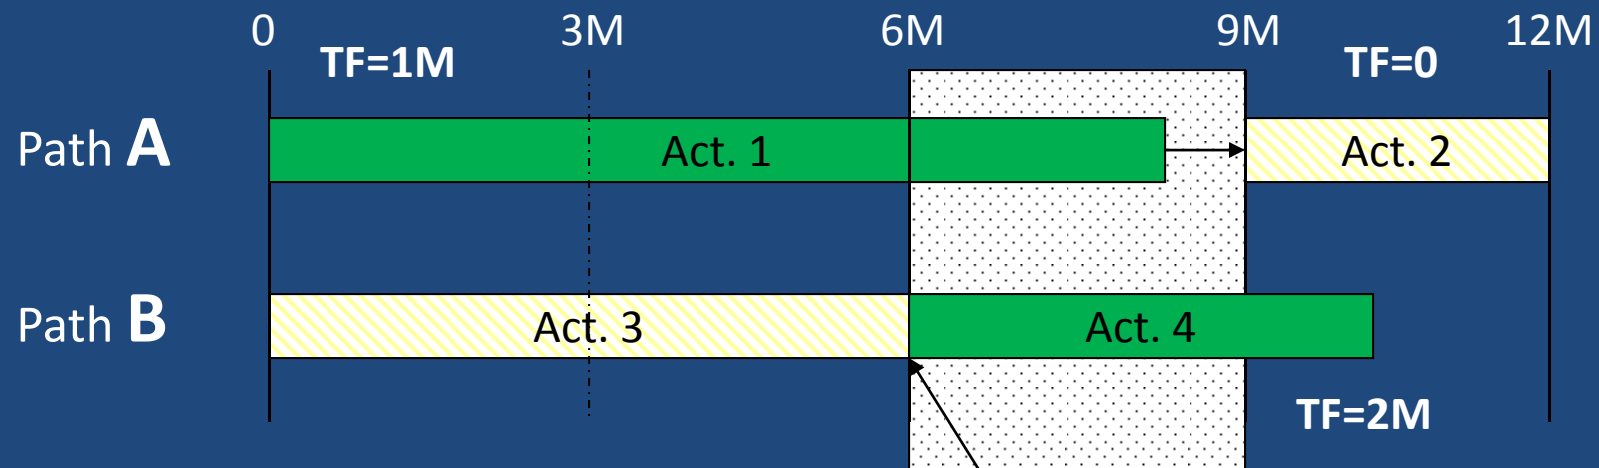 0 3M 6M 9M 12M
TF=1M TF=0
Path A Act. 1 Act. 2
Path B Act. 3 Act. 4
TF=2M